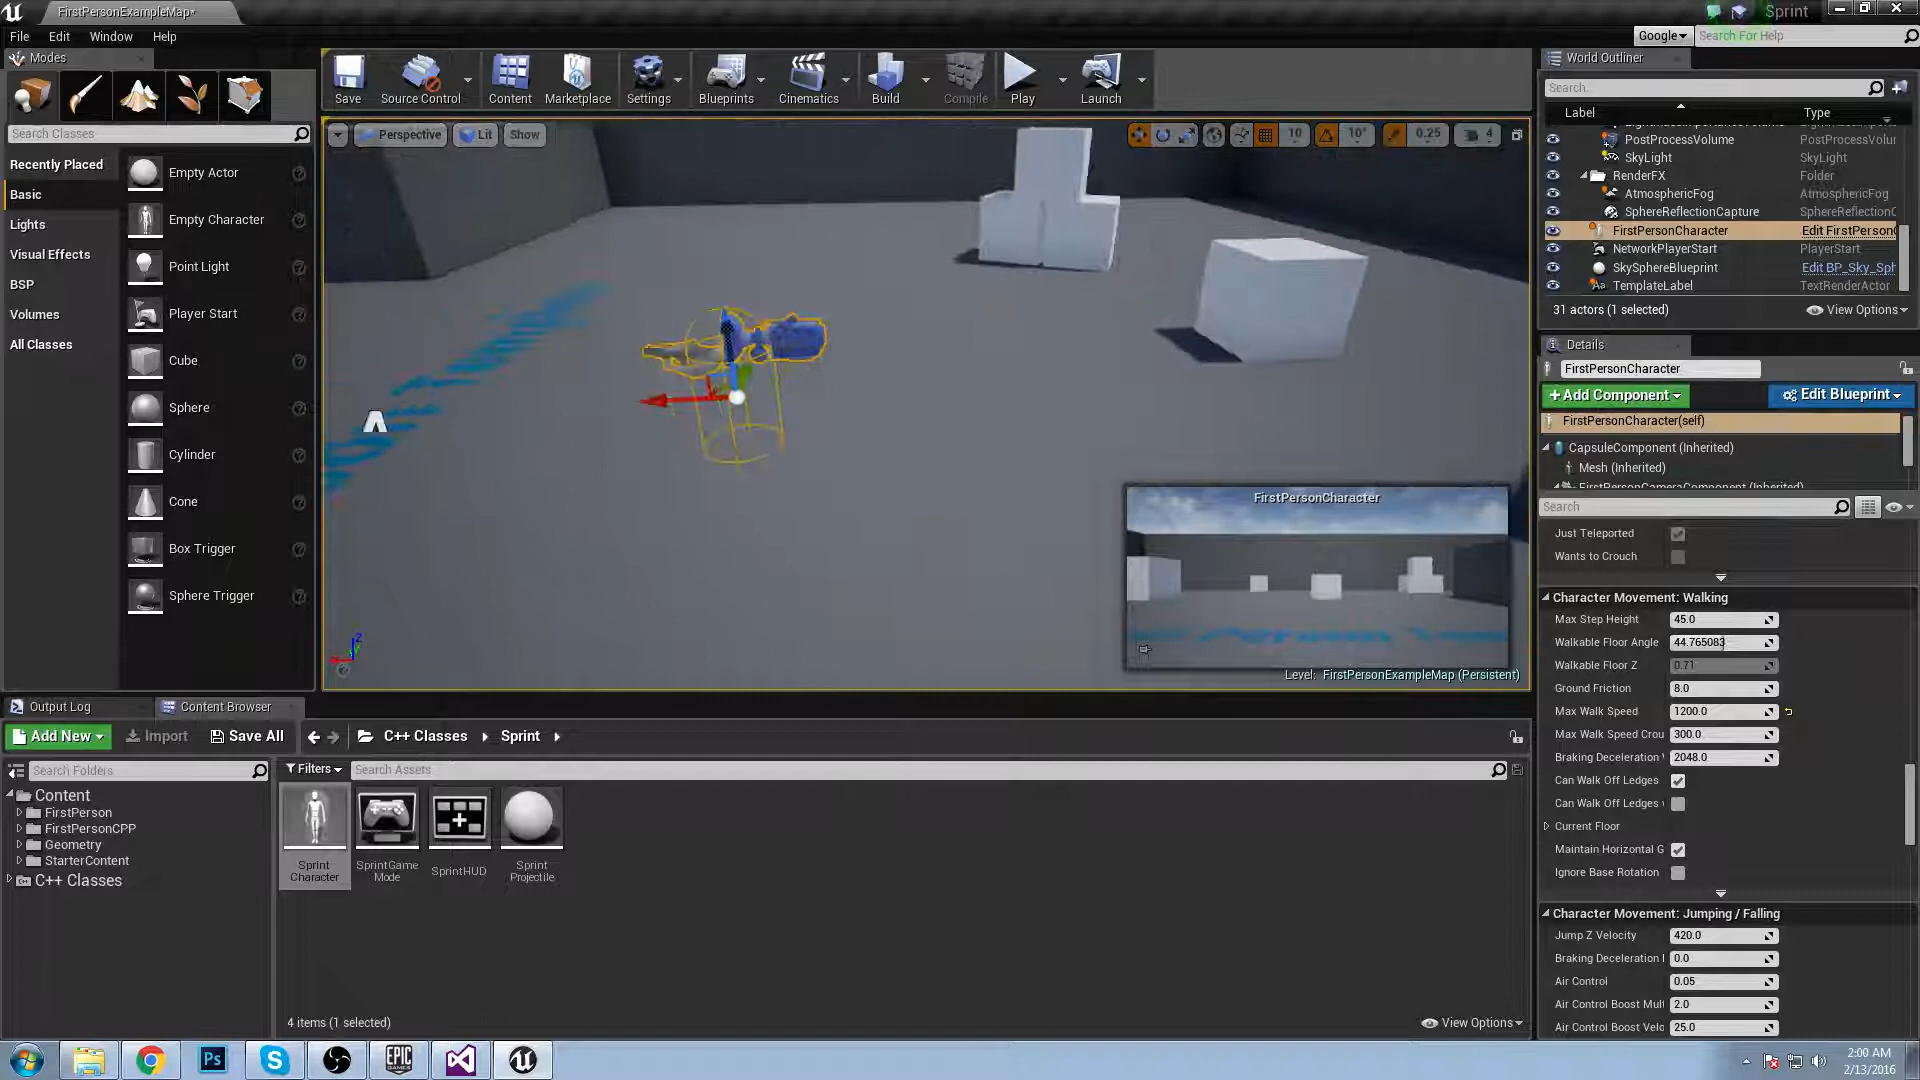 FirstPersonExampleMap*
Sprint
File
Edit
Window
Help
Google
Search For Help
Modes
Search Classes
Recently Placed
Basic
Lights
Visual Effects
BSP
Volumes
All Classes
Empty Actor
Empty Character
Point Light
Player Start
Cube
Sphere
Cylinder
Cone
Box Trigger
Sphere Trigger
Save
Source Control
Content
Marketplace
Settings
Blueprints
Cinematics
Build
Compile
Play
Launch
Perspective
Lit
Show
10
10°
0.25
4
FirstPersonCharacter
Level: FirstPersonExampleMap (Persistent)
World Outliner
Search.
Label
Type
PostProcessVolume
PostProcessVolur
SkyLight
SkyLight
RenderFX
Folder
AtmosphericFog
AtmosphericFog
SphereReflectionCapture
SphereReflectionC
FirstPersonCharacter
Edit FirstPersonC
NetworkPlayerStart
PlayerStart
SkySphereBlueprint
Edit BP_Sky_Sph
TemplateLabel
TextRenderActor
31 actors (1 selected)
View Options
Details
FirstPersonCharacter
+Add Component
Edit Blueprint
FirstPersonCharacter(self)
CapsuleComponent (Inherited)
Mesh (Inherited)
FirstPersonCameraComponent (Inherited)
Search
Just Teleported
Wants to Crouch
Character Movement: Walking
Max Step Height
45.0
Walkable Floor Angle
44.765083
Walkable Floor Z
0.71
Ground Friction
8.0
Max Walk Speed
1200.0
Max Walk Speed Crou
300.0
Braking Deceleration
2048.0
Can Walk Off Ledges
Can Walk Off Ledges
Current Floor
Maintain Horizontal G
Ignore Base Rotation
Character Movement: Jumping / Falling
Jump Z Velocity
420.0
Braking Deceleration
0.0
Air Control
0.05
Air Control Boost Mult
2.0
Air Control Boost Velo
25.0
Output Log
Content Browser
Add New
Import
Save All
C++ Classes
Sprint
Search Folders
Filters
Search Assets
Content
FirstPerson
FirstPersonCPP
Geometry
StarterContent
C++ Classes
Sprint
Character
SprintGame
Mode
SprintHUD
Sprint
Projectile
4 items (1 selected)
View Options
Ps
EPIC
GAMES
2:00 AM
2/13/2016